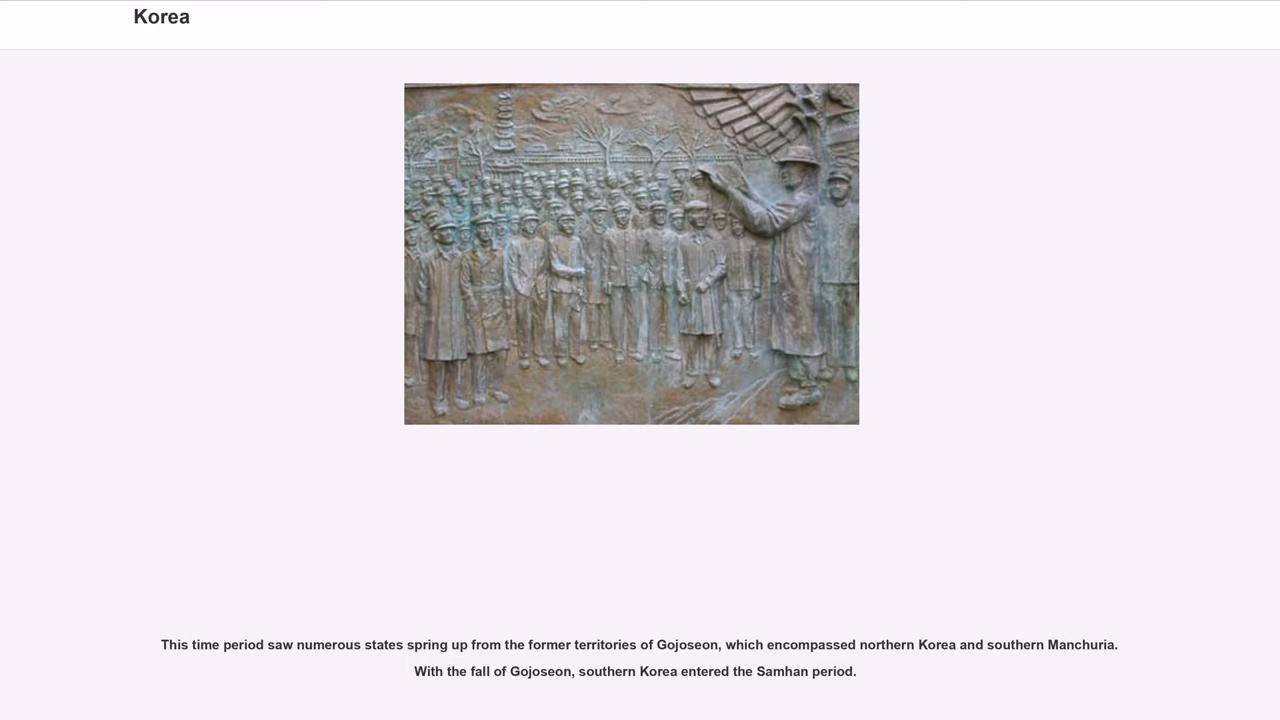 Korea
This time period saw numerous states spring up from the former territories of Gojoseon, which encompassed northern Korea and southern Manchuria.
With the fall of Gojoseon, southern Korea entered the Samhan period.